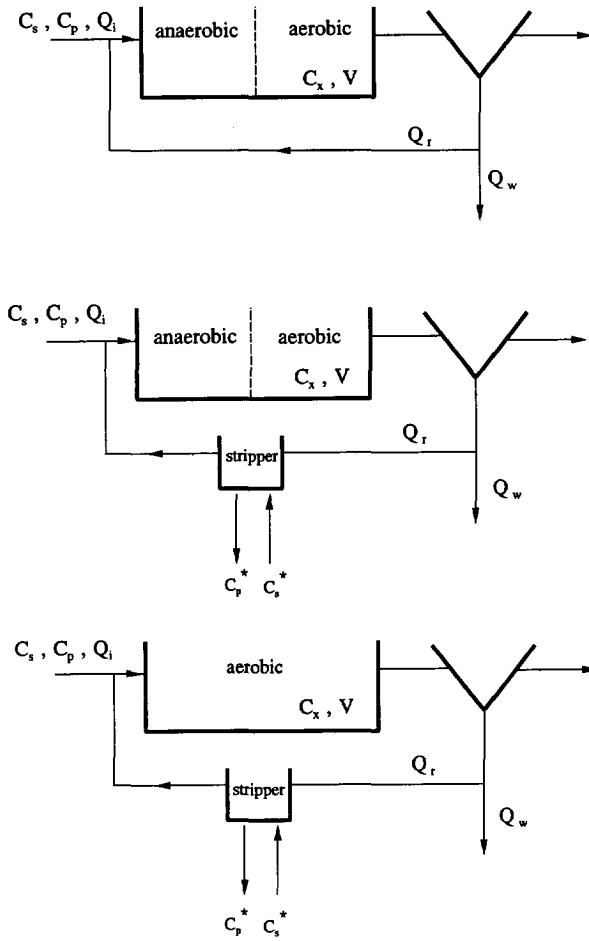 C_s , C_p , Q_i
anaerobic
aerobic
C_x , V
Q_r
Q_w
C_s , C_p , Q_i
anaerobic
aerobic
C_x , V
Q_r
stripper
Q_w
C_p^* C_s^*
C_s , C_p , Q_i
aerobic
C_x , V
Q_r
stripper
Q_w
C_p^* C_s^*